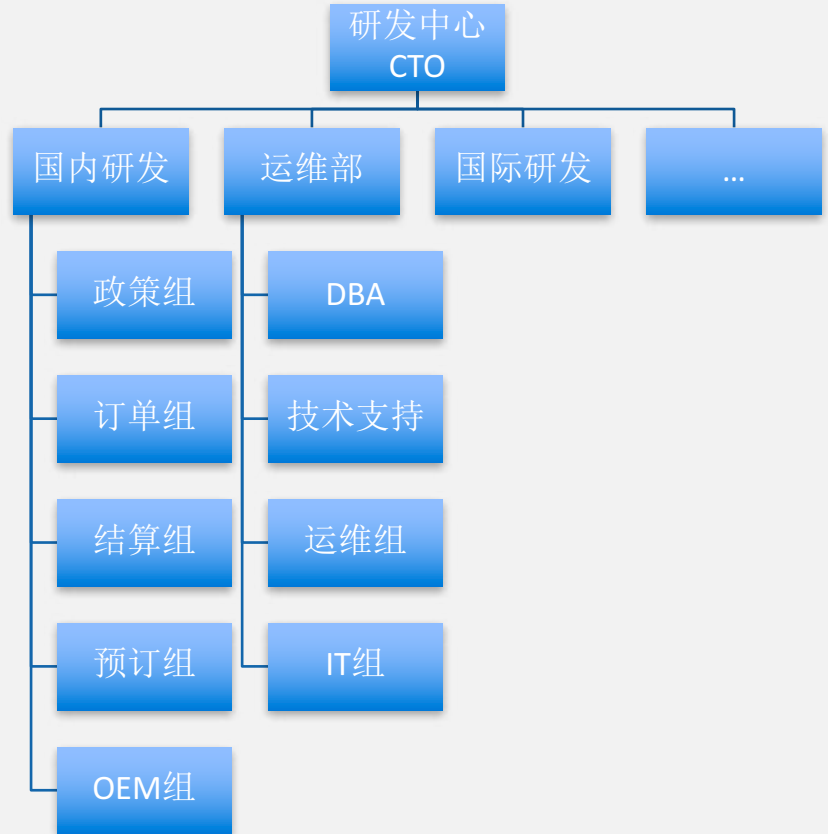 研发中心
CTO
国内研发
运维部
国际研发
...
政策组
DBA
订单组
技术支持
结算组
运维组
预订组
IT组
OEM组